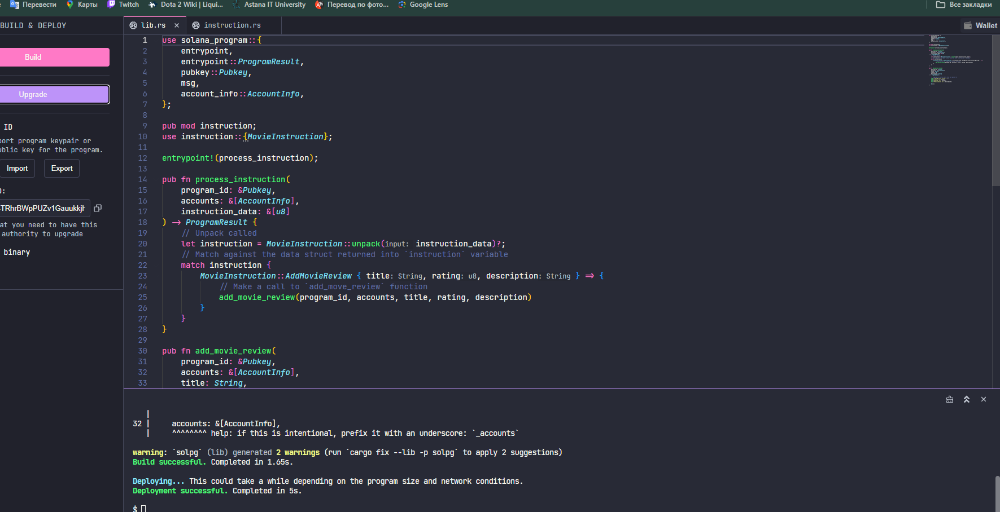 Перевести Карты Twitch Dota 2 Wiki | Liqui... Astana IT University Перевод по фото... Google Lens Все закладки
BUILD & DEPLOY
Build
Upgrade
ID
port program keypair or
ublic key for the program.
Import Export
:
TRhrBWpPUZv1Gauukkj
at you need to have this
authority to upgrade
binary
lib.rs × instruction.rs
Wallet
1 use solana_program::{
2 entrypoint,
3 entrypoint::ProgramResult,
4 pubkey::Pubkey,
5 msg,
6 account_info::AccountInfo,
7 };
8
9 pub mod instruction;
10 use instruction::{MovieInstruction};
11
12 entrypoint!(process_instruction);
13
14 pub fn process_instruction(
15 program_id: &Pubkey,
16 accounts: &[AccountInfo],
17 instruction_data: &[u8]
18 ) -> ProgramResult {
19 // Unpack called
20 let instruction = MovieInstruction::unpack(input: instruction_data)?;
21 // Match against the data struct returned into `instruction` variable
22 match instruction {
23 MovieInstruction::AddMovieReview { title: String, rating: u8, description: String } => {
24 // Make a call to `add_move_review` function
25 add_movie_review(program_id, accounts, title, rating, description)
26 }
27 }
28 }
29
30 pub fn add_movie_review(
31 program_id: &Pubkey,
32 accounts: &[AccountInfo],
33 title: String,
|
32 | accounts: &[AccountInfo],
| ^^^^^^^^ help: if this is intentional, prefix it with an underscore: `_accounts`
warning: `solpg` (lib) generated 2 warnings (run `cargo fix --lib -p solpg` to apply 2 suggestions)
Build successful. Completed in 1.65s.
Deploying... This could take a while depending on the program size and network conditions.
Deployment successful. Completed in 5s.
$